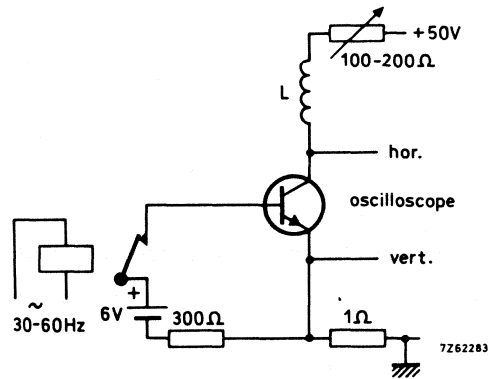 +50V
100-200Ω
L
hor.
oscilloscope
vert.
+
6V
300Ω
1Ω
~
30-60Hz
7Z62283